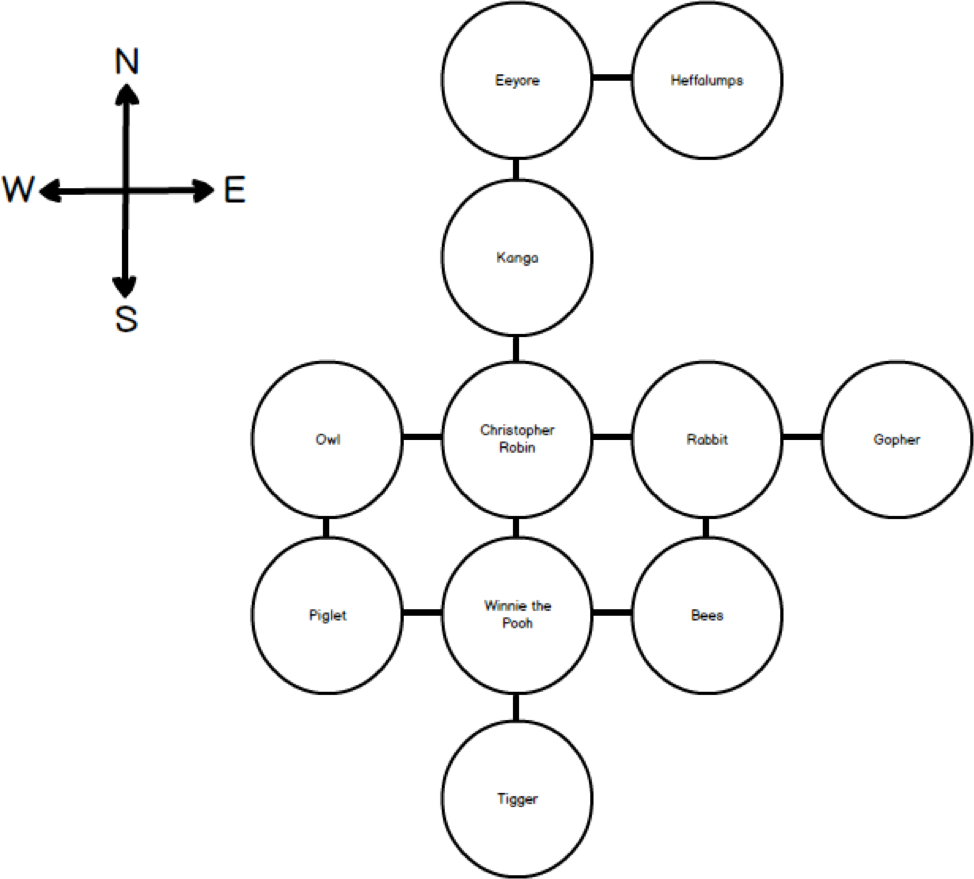 N
W
E
S
Eeyore
Heffalumps
Kanga
Owl
Christopher
Robin
Rabbit
Gopher
Piglet
Winnie the
Pooh
Bees
Tigger